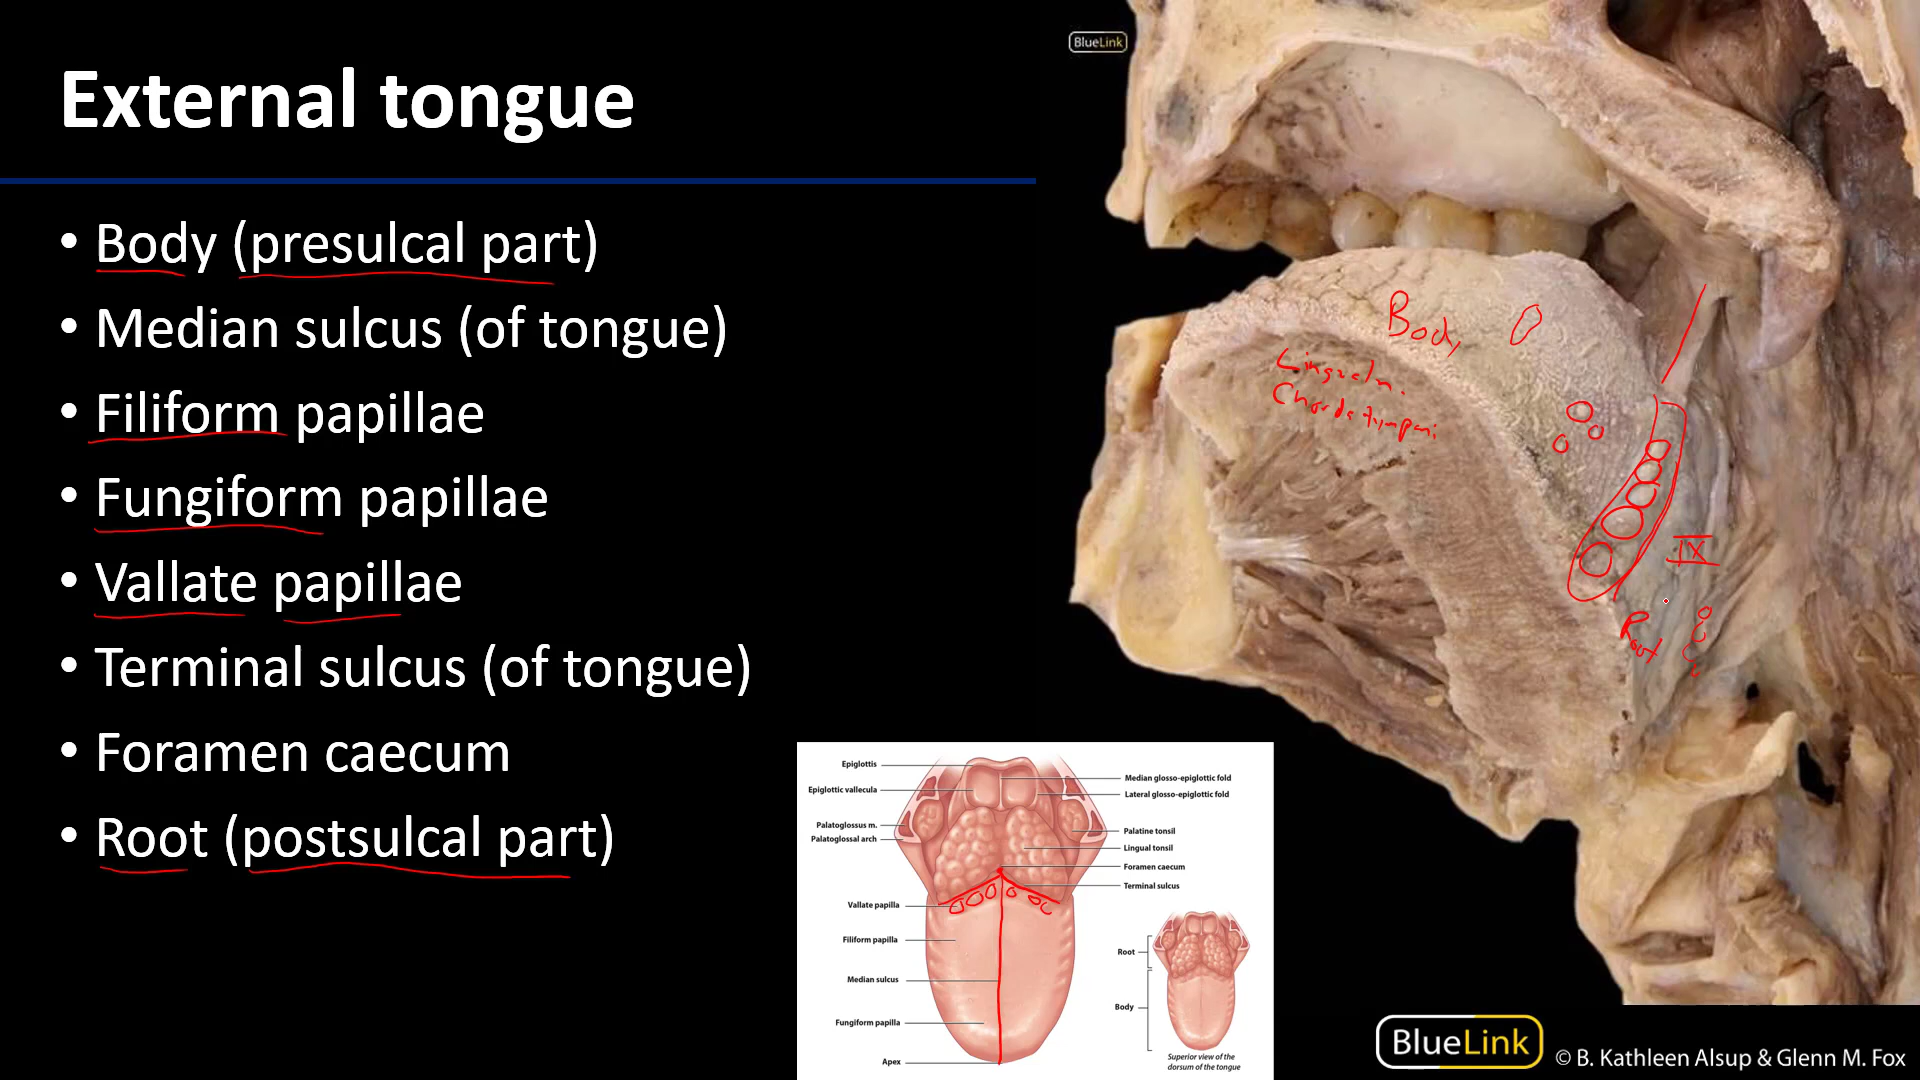 External tongue
• Body (presulcal part)
• Median sulcus (of tongue)
• Filiform papillae
• Fungiform papillae
• Vallate papillae
• Terminal sulcus (of tongue)
• Foramen caecum
• Root (postsulcal part)
BlueLink
Body
Lingual n.
Chorda tympani
IX
Root
Epiglottis
Epiglottic vallecula
Palatoglossus m.
Palatoglossal arch
Vallate papilla
Filiform papilla
Median sulcus
Fungiform papilla
Apex
Median glosso-epiglottic fold
Lateral glosso-epiglottic fold
Palatine tonsil
Lingual tonsil
Foramen caecum
Terminal sulcus
Root
Body
Superior view of the
dorsum of the tongue
BlueLink
© B. Kathleen Alsup & Glenn M. Fox